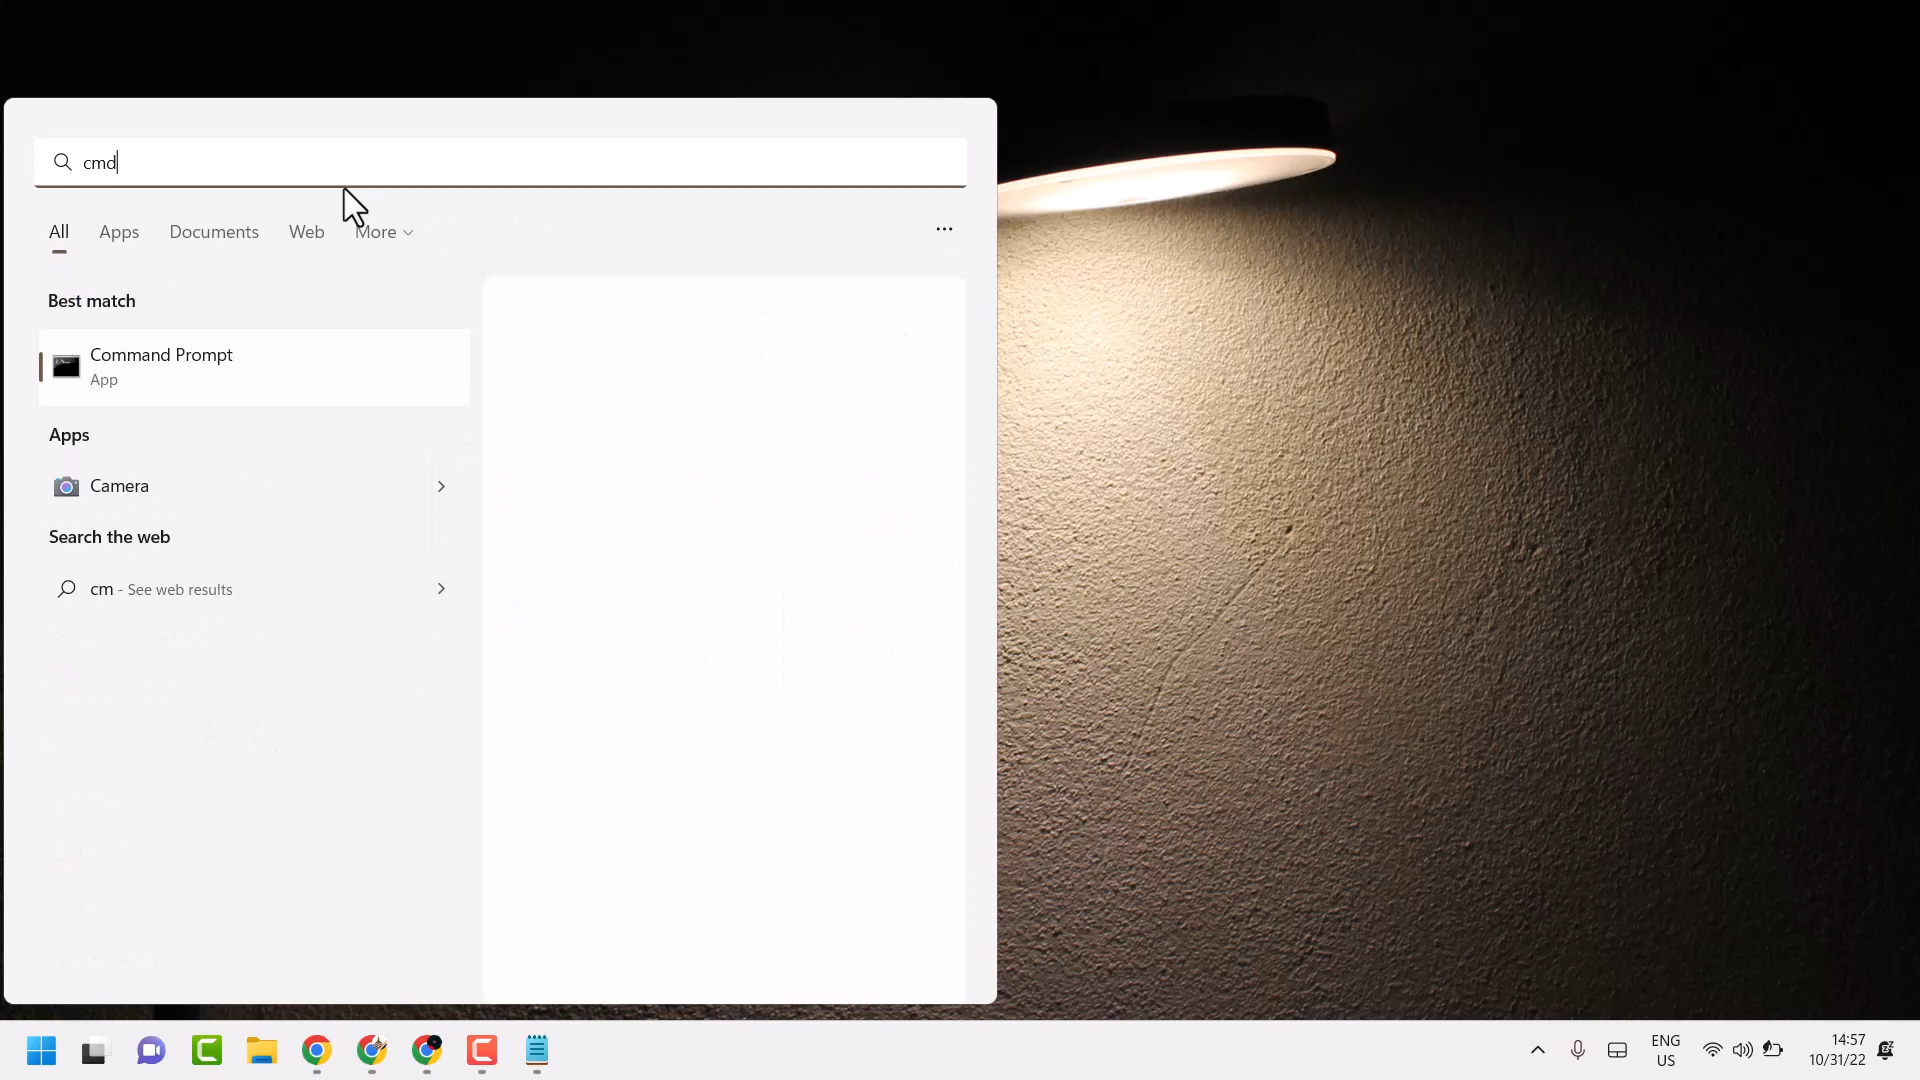 cmd
All Apps Documents Web More
Best match
Command Prompt
App
Apps
Camera
Search the web
cm - See web results
ENG
US
14:57
10/31/22